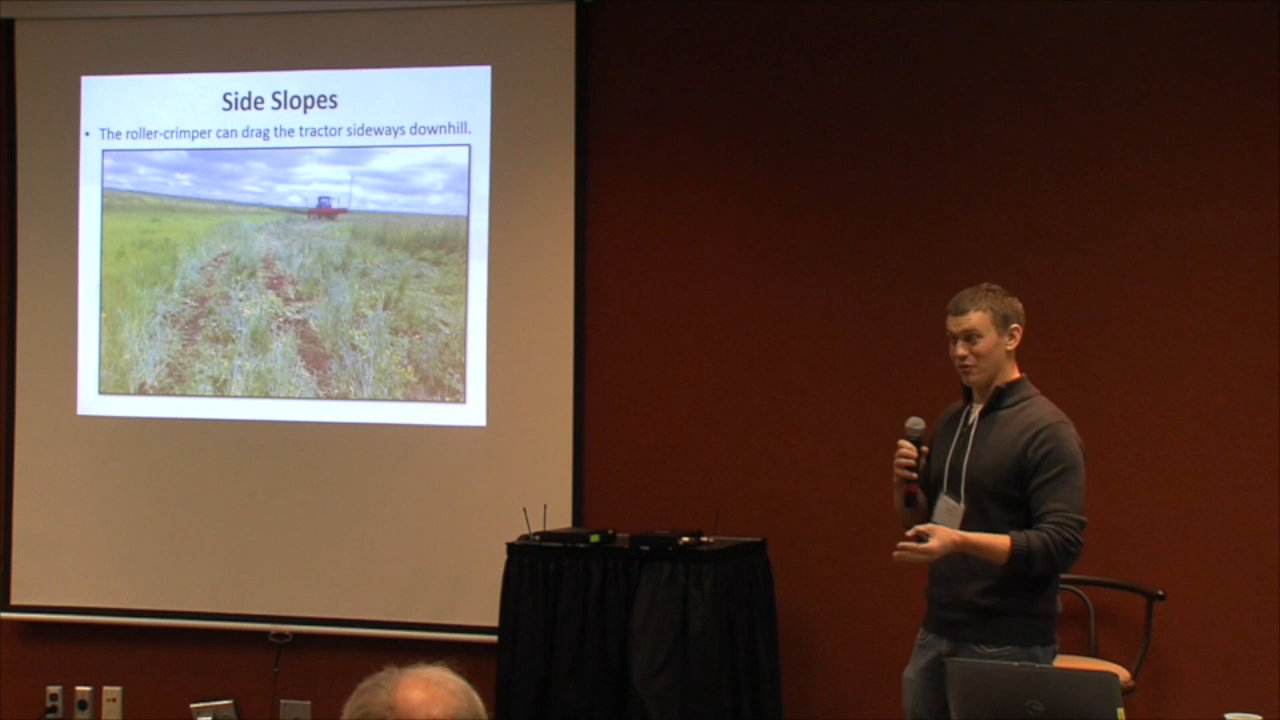 Side Slopes
• The roller-crimper can drag the tractor sideways downhill.